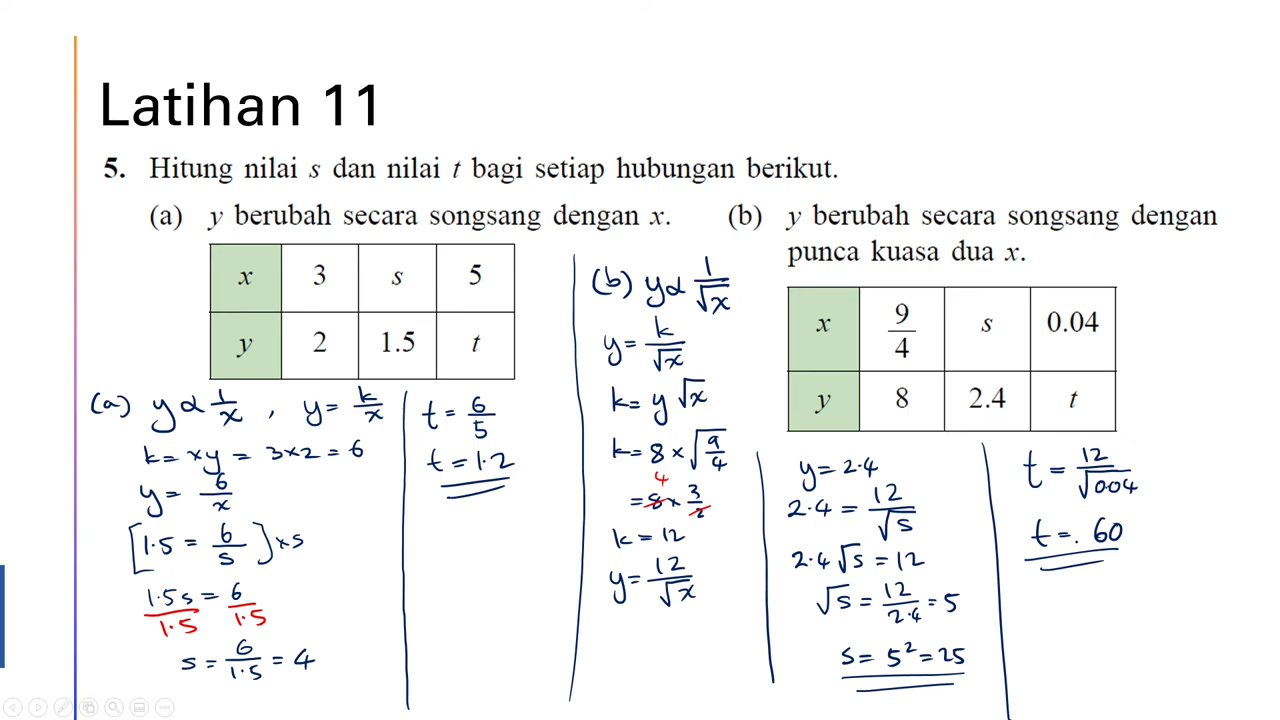 Latihan 11
5. Hitung nilai s dan nilai t bagi setiap hubungan berikut.
(a) y berubah secara songsang dengan x.
x 3 s 5
y 2 1.5 t
(b) y berubah secara songsang dengan
punca kuasa dua x.
x 9/4 s 0.04
y 8 2.4 t
(a) y ∝ 1/x , y = k/x
k = xy = 3×2 = 6
y = 6/x
[1.5 = 6/s] × s
1.5s/1.5 = 6/1.5
s = 6/1.5 = 4
t = 6/5
t = 1.2
(b) y ∝ 1/√x
y = k/√x
k = y√x
k = 8 × √9/4
4
= 8 × 3/2
k = 12
y = 12/√x
y = 2.4
2.4 = 12/√s
2.4√s = 12
√s = 12/2.4 = 5
s = 5² = 25
t = 12/√0.04
t = . 60